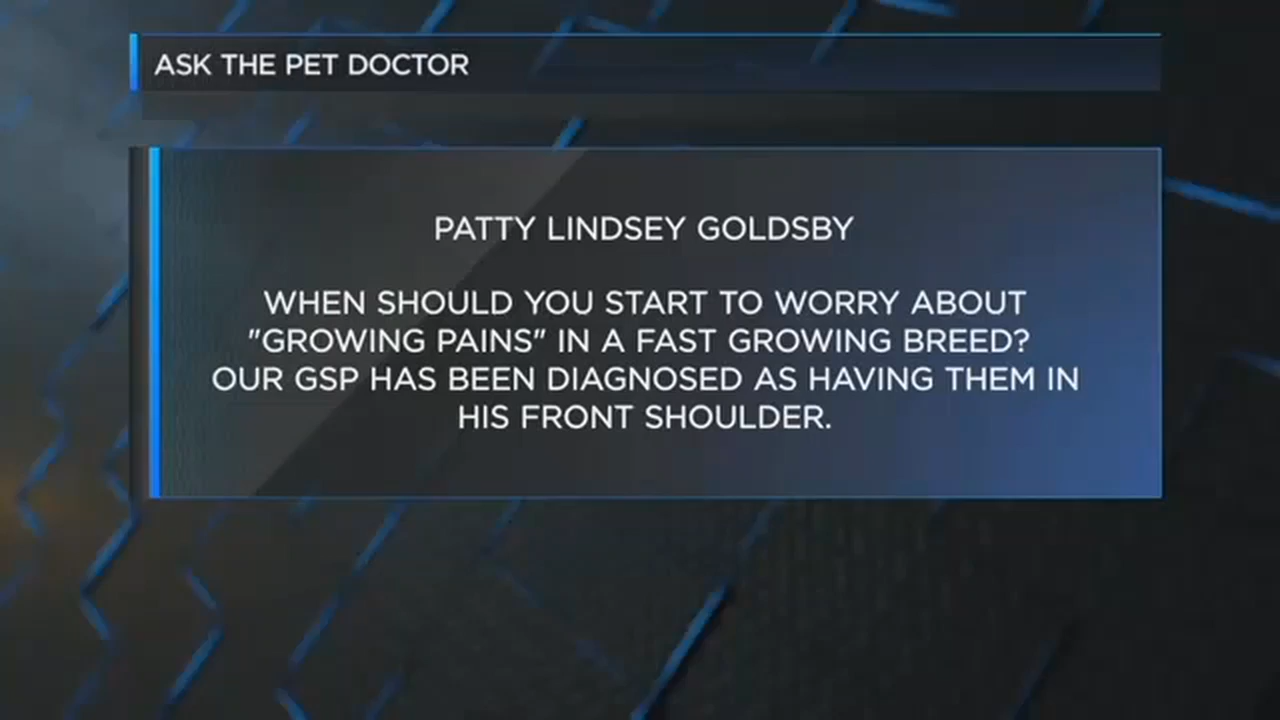 ASK THE PET DOCTOR
PATTY LINDSEY GOLDSBY
WHEN SHOULD YOU START TO WORRY ABOUT
"GROWING PAINS" IN A FAST GROWING BREED?
OUR GSP HAS BEEN DIAGNOSED AS HAVING THEM IN
HIS FRONT SHOULDER.